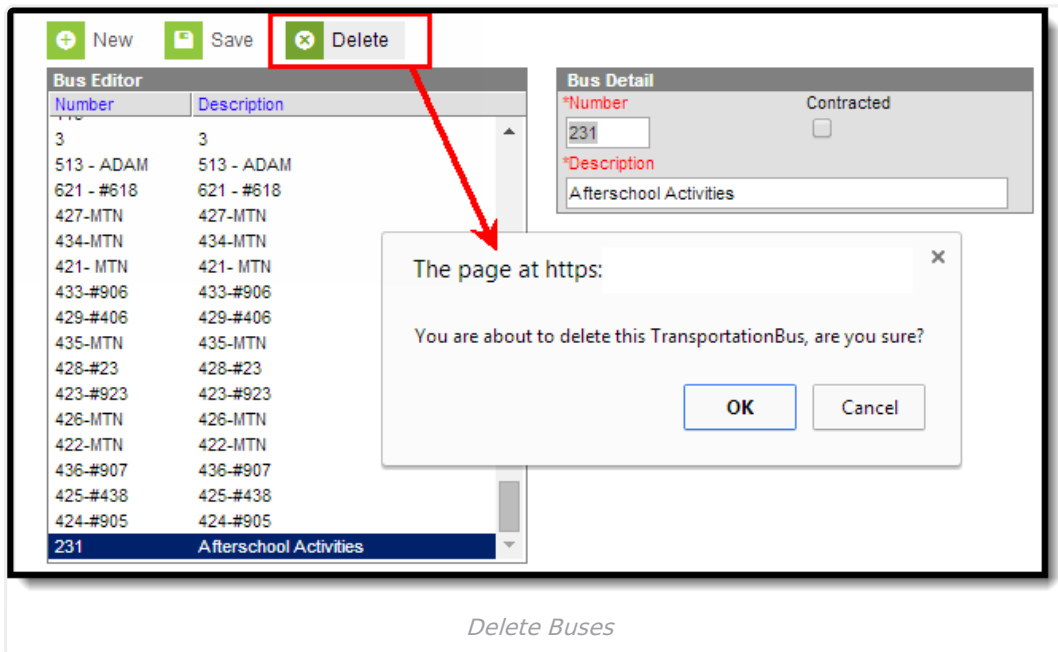 New Save Delete
Bus Editor
Number Description
3 3
513 - ADAM 513 - ADAM
621 - #618 621 - #618
427-MTN 427-MTN
434-MTN 434-MTN
421- MTN 421- MTN
433-#906 433-#906
429-#406 429-#406
435-MTN 435-MTN
428-#23 428-#23
423-#923 423-#923
426-MTN 426-MTN
422-MTN 422-MTN
436-#907 436-#907
425-#438 425-#438
424-#905 424-#905
231 Afterschool Activities
Bus Detail
*Number Contracted
231
*Description
Afterschool Activities
The page at https:
You are about to delete this TransportationBus, are you sure?
OK Cancel
Delete Buses